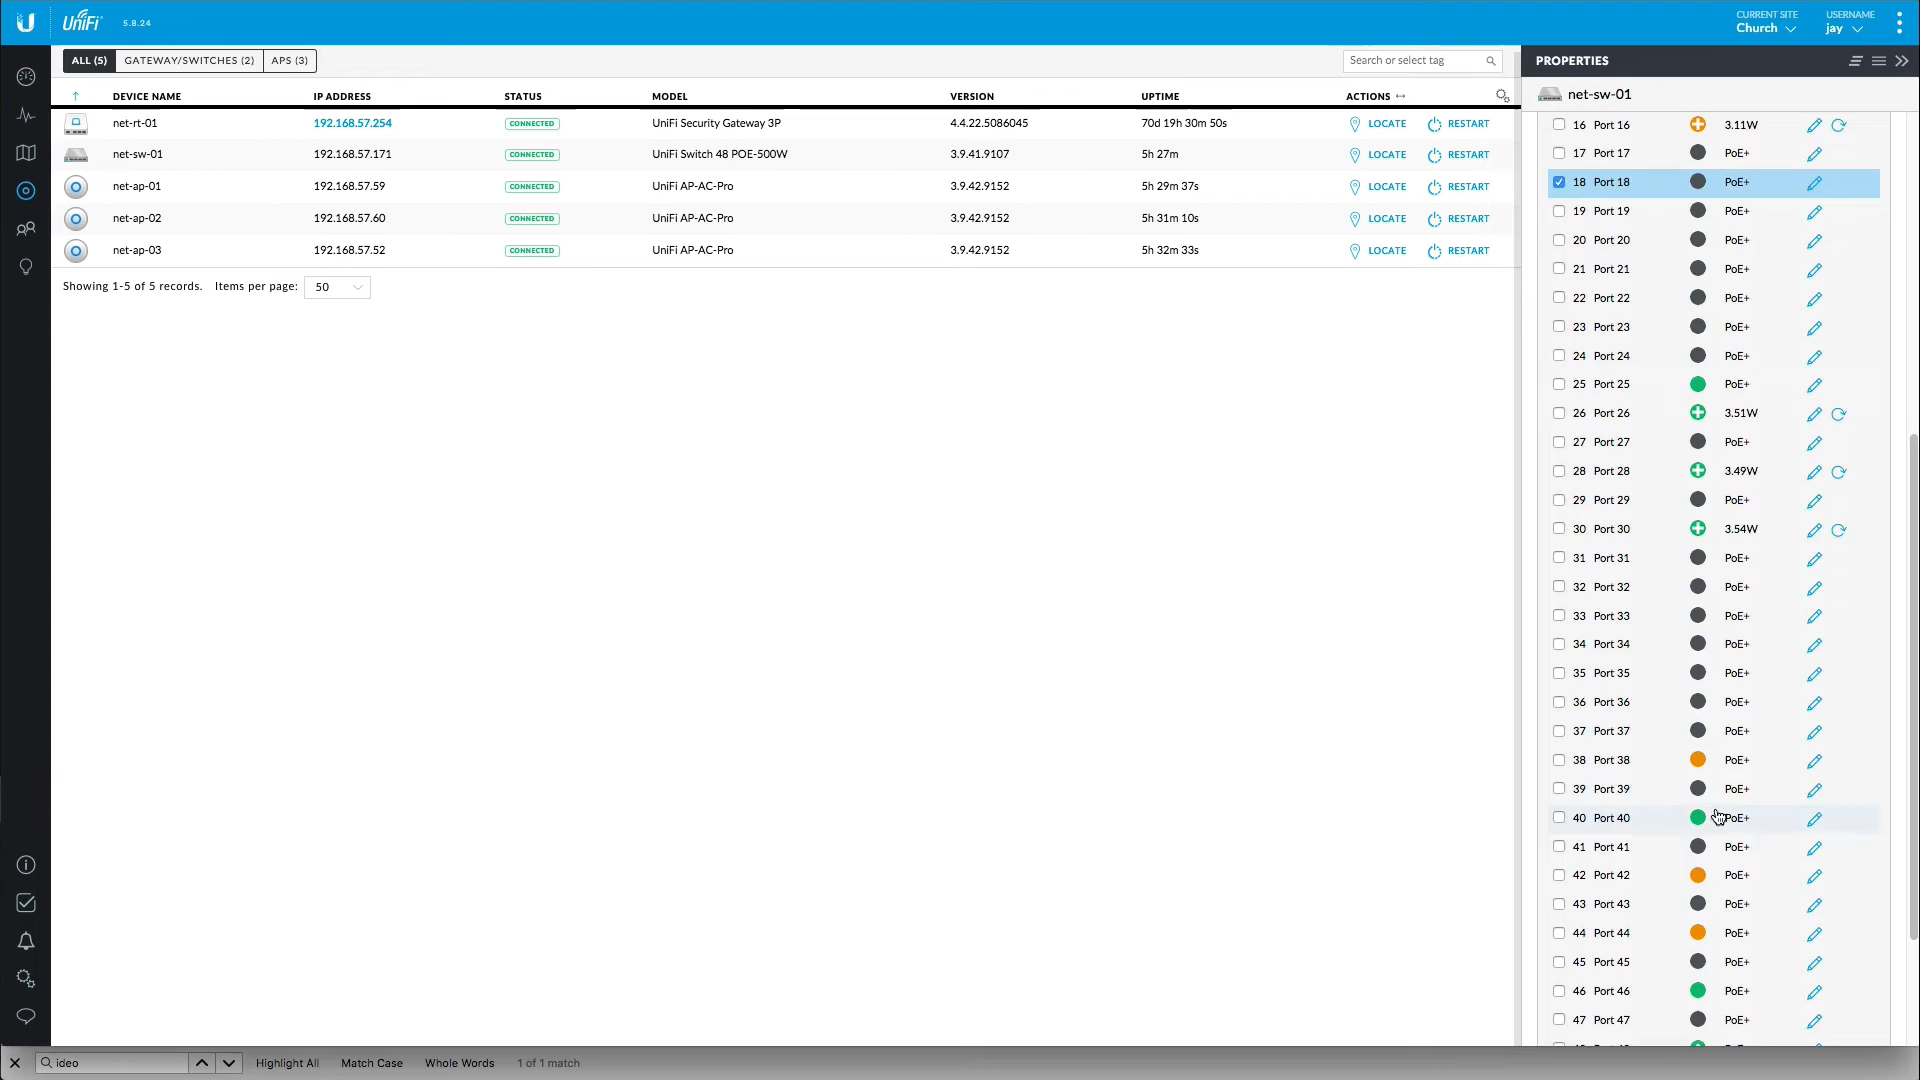 UniFi 5.8.24
CURRENT SITE
Church
USERNAME
jay
ALL (5) GATEWAY/SWITCHES (2) APS (3)
Search or select tag
DEVICE NAME IP ADDRESS STATUS MODEL VERSION UPTIME ACTIONS
net-rt-01 192.168.57.254 CONNECTED UniFi Security Gateway 3P 4.4.22.5086045 70d 19h 30m 50s LOCATE RESTART
net-sw-01 192.168.57.171 CONNECTED UniFi Switch 48 POE-500W 3.9.41.9107 5h 27m LOCATE RESTART
net-ap-01 192.168.57.59 CONNECTED UniFi AP-AC-Pro 3.9.42.9152 5h 29m 37s LOCATE RESTART
net-ap-02 192.168.57.60 CONNECTED UniFi AP-AC-Pro 3.9.42.9152 5h 31m 10s LOCATE RESTART
net-ap-03 192.168.57.52 CONNECTED UniFi AP-AC-Pro 3.9.42.9152 5h 32m 33s LOCATE RESTART
Showing 1-5 of 5 records. Items per page: 50
PROPERTIES
net-sw-01
16 Port 16 3.11W
17 Port 17 PoE+
18 Port 18 PoE+
19 Port 19 PoE+
20 Port 20 PoE+
21 Port 21 PoE+
22 Port 22 PoE+
23 Port 23 PoE+
24 Port 24 PoE+
25 Port 25 PoE+
26 Port 26 3.51W
27 Port 27 PoE+
28 Port 28 3.49W
29 Port 29 PoE+
30 Port 30 3.54W
31 Port 31 PoE+
32 Port 32 PoE+
33 Port 33 PoE+
34 Port 34 PoE+
35 Port 35 PoE+
36 Port 36 PoE+
37 Port 37 PoE+
38 Port 38 PoE+
39 Port 39 PoE+
40 Port 40 PoE+
41 Port 41 PoE+
42 Port 42 PoE+
43 Port 43 PoE+
44 Port 44 PoE+
45 Port 45 PoE+
46 Port 46 PoE+
47 Port 47 PoE+
ideo Highlight All Match Case Whole Words 1 of 1 match